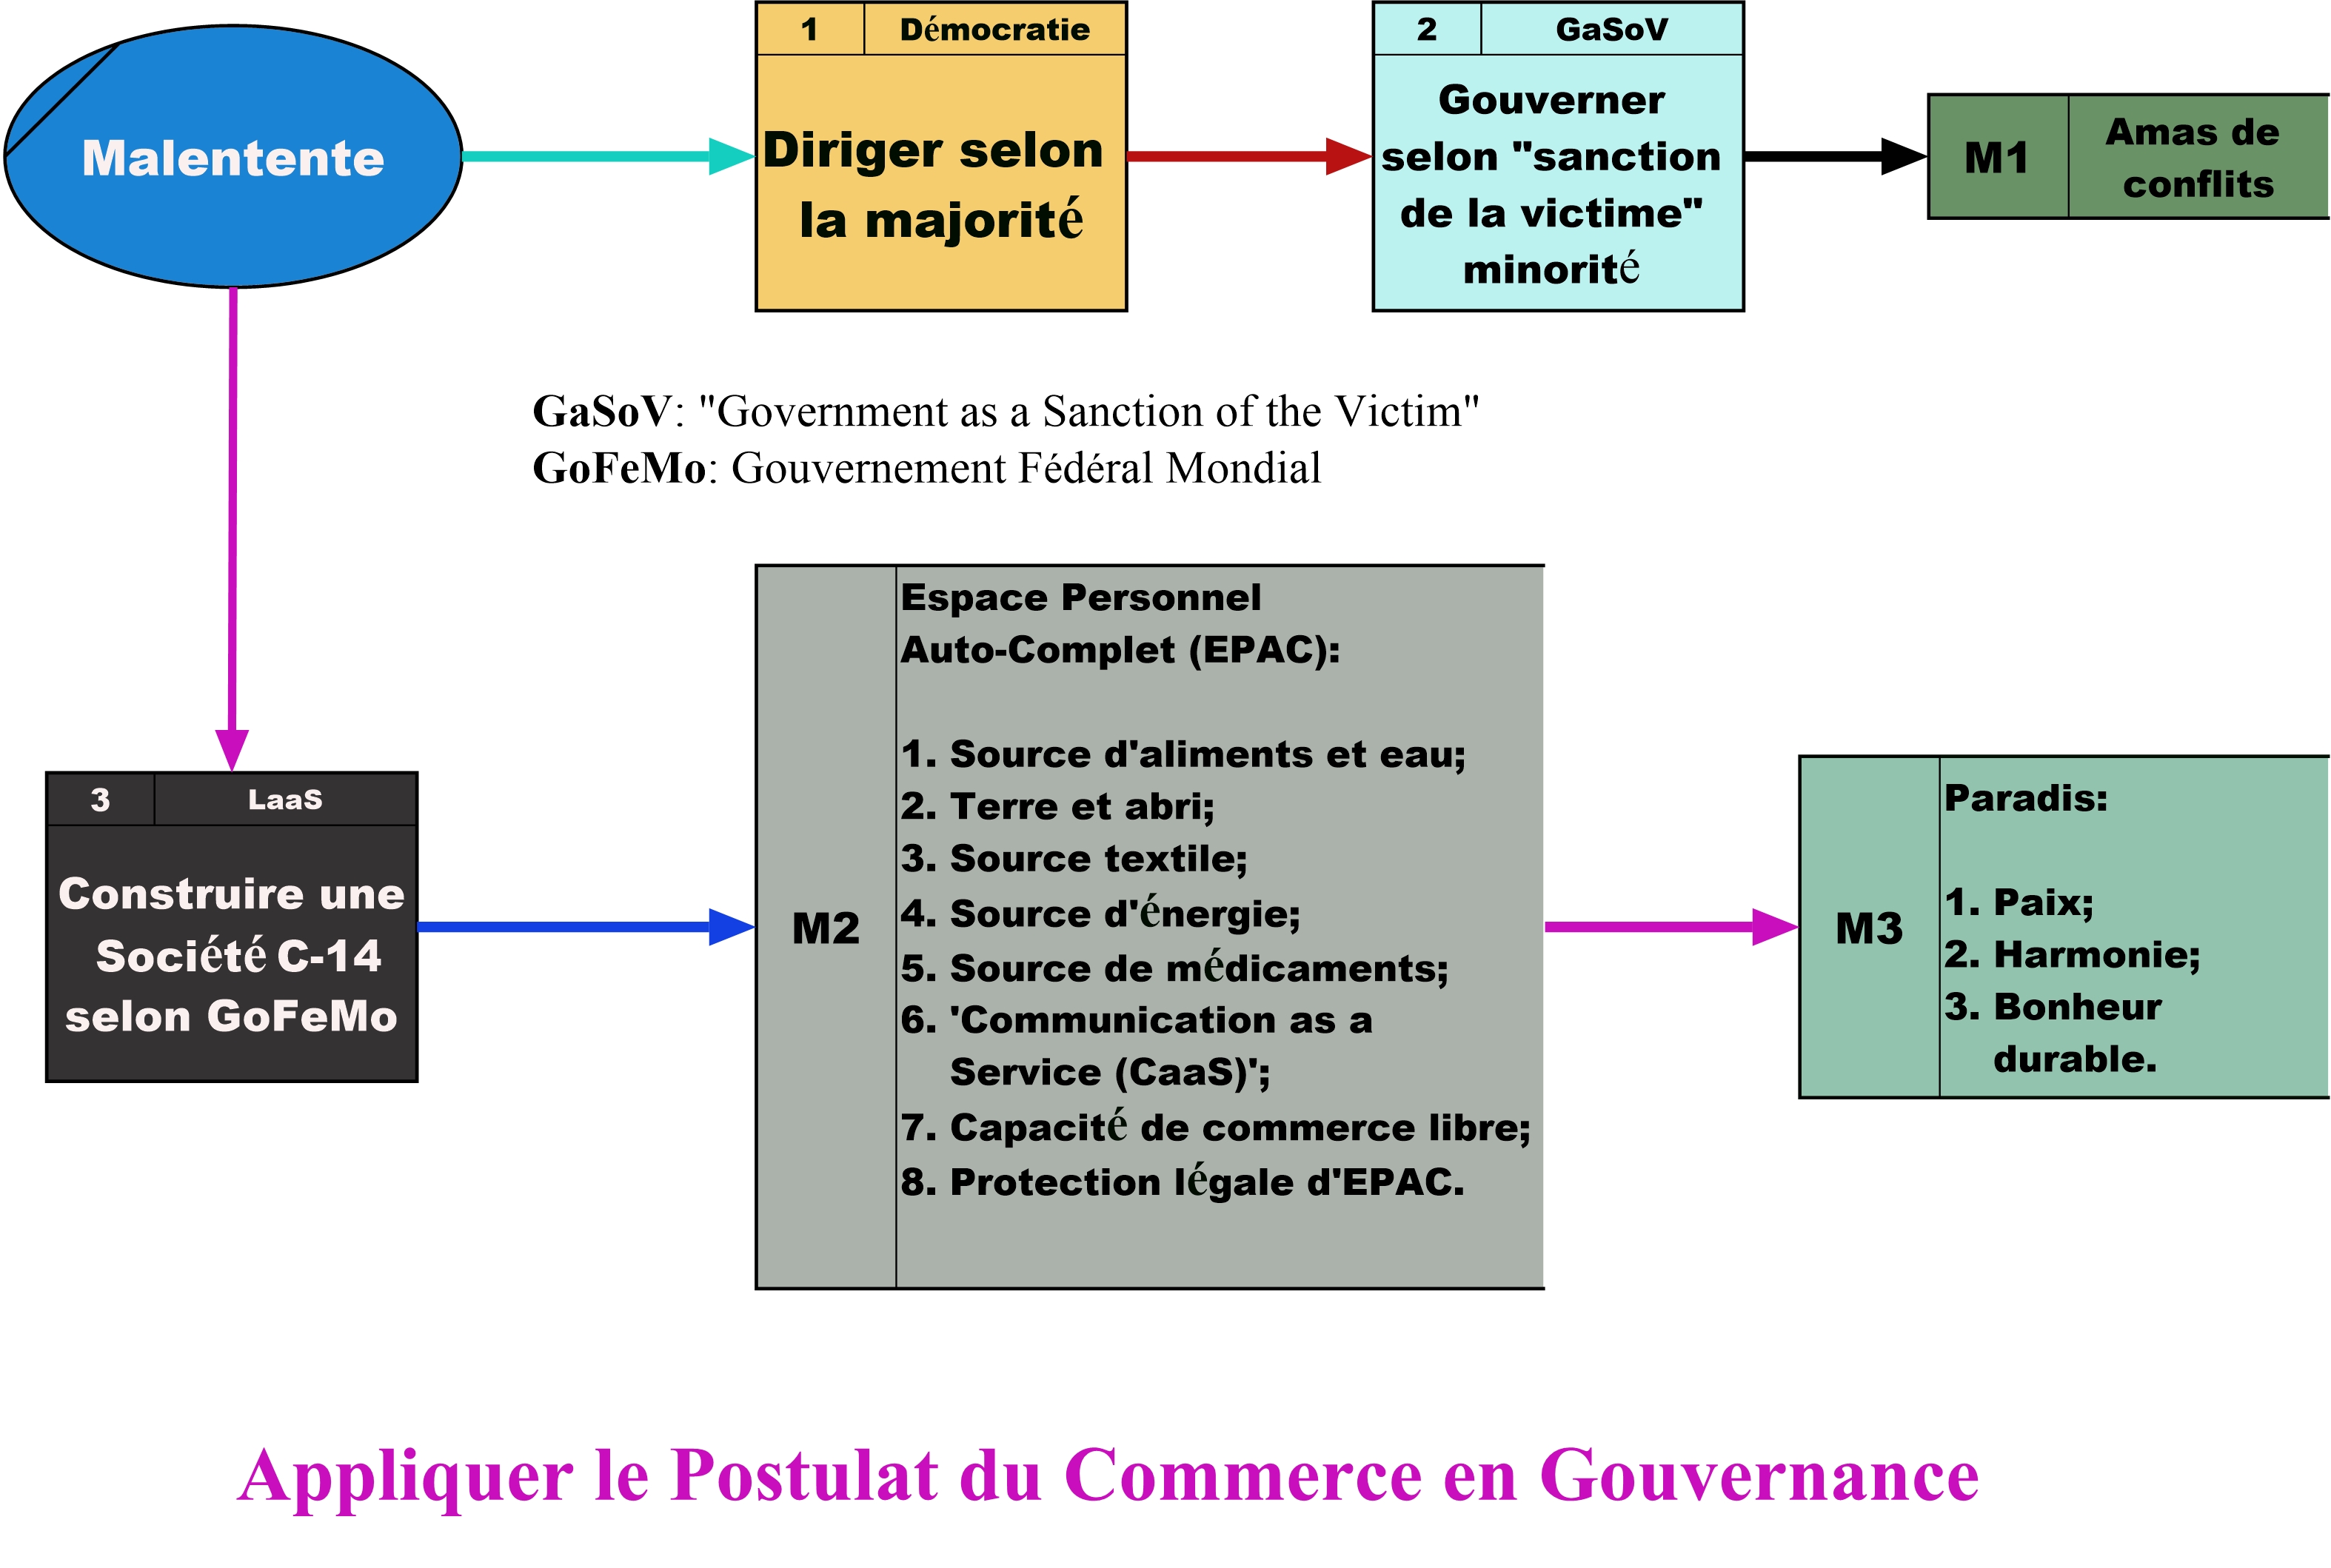 Malentente
1 Démocratie
Diriger selon
la majorité
2 GaSoV
Gouverner
selon "sanction
de la victime"
minorité
M1
Amas de
conflits
GaSoV: "Government as a Sanction of the Victim"
GoFeMo: Gouvernement Fédéral Mondial
3 LaaS
Construire une
Société C-14
selon GoFeMo
M2
Espace Personnel
Auto-Complet (EPAC):
1. Source d'aliments et eau;
2. Terre et abri;
3. Source textile;
4. Source d'énergie;
5. Source de médicaments;
6. 'Communication as a
Service (CaaS)';
7. Capacité de commerce libre;
8. Protection légale d'EPAC.
M3
Paradis:
1. Paix;
2. Harmonie;
3. Bonheur
durable.
Appliquer le Postulat du Commerce en Gouvernance